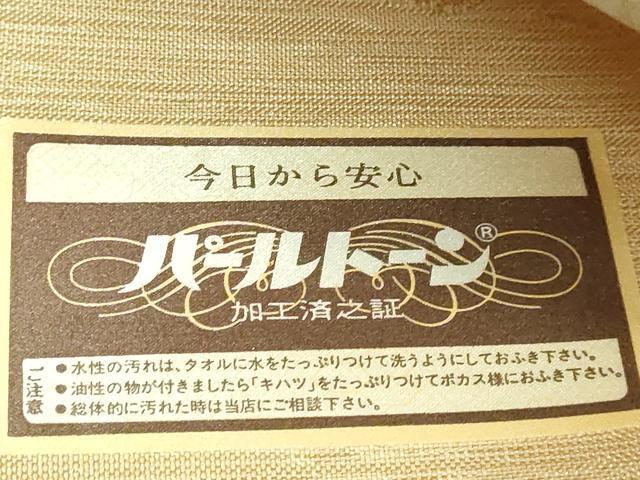 今日から安心
パールトーン®
加工済之証
ご注意
●水性の汚れは、タオルに水をたっぷりつけて洗うようにしておふき下さい。
●油性の物が付きましたら「キハツ」をたっぷりつけてボカス様におふき下さい。
●総体的に汚れた時は当店にご相談下さい。